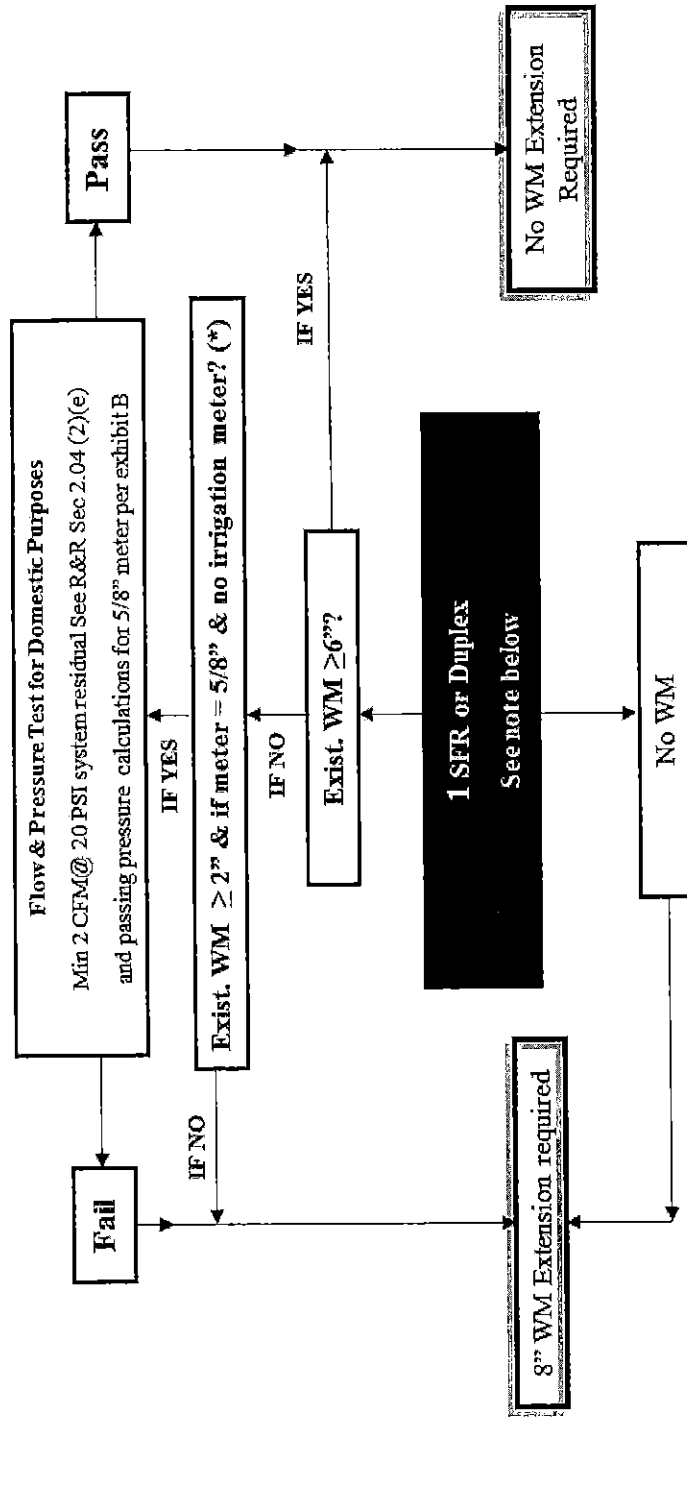 Flow & Pressure Test for Domestic Purposes
Min 2 CFM@ 20 PSI system residual See R&R Sec 2.04 (2)(e)
and passing pressure calculations for 5/8” meter per exhibit B
Fail
Pass
IF YES
IF NO
Exist. WM ≥ 2” & if meter = 5/8” & no irrigation meter? (*)
IF NO
IF YES
Exist. WM ≥6”?
1 SFR or Duplex
See note below
8” WM Extension required
No WM Extension
Required
No WM